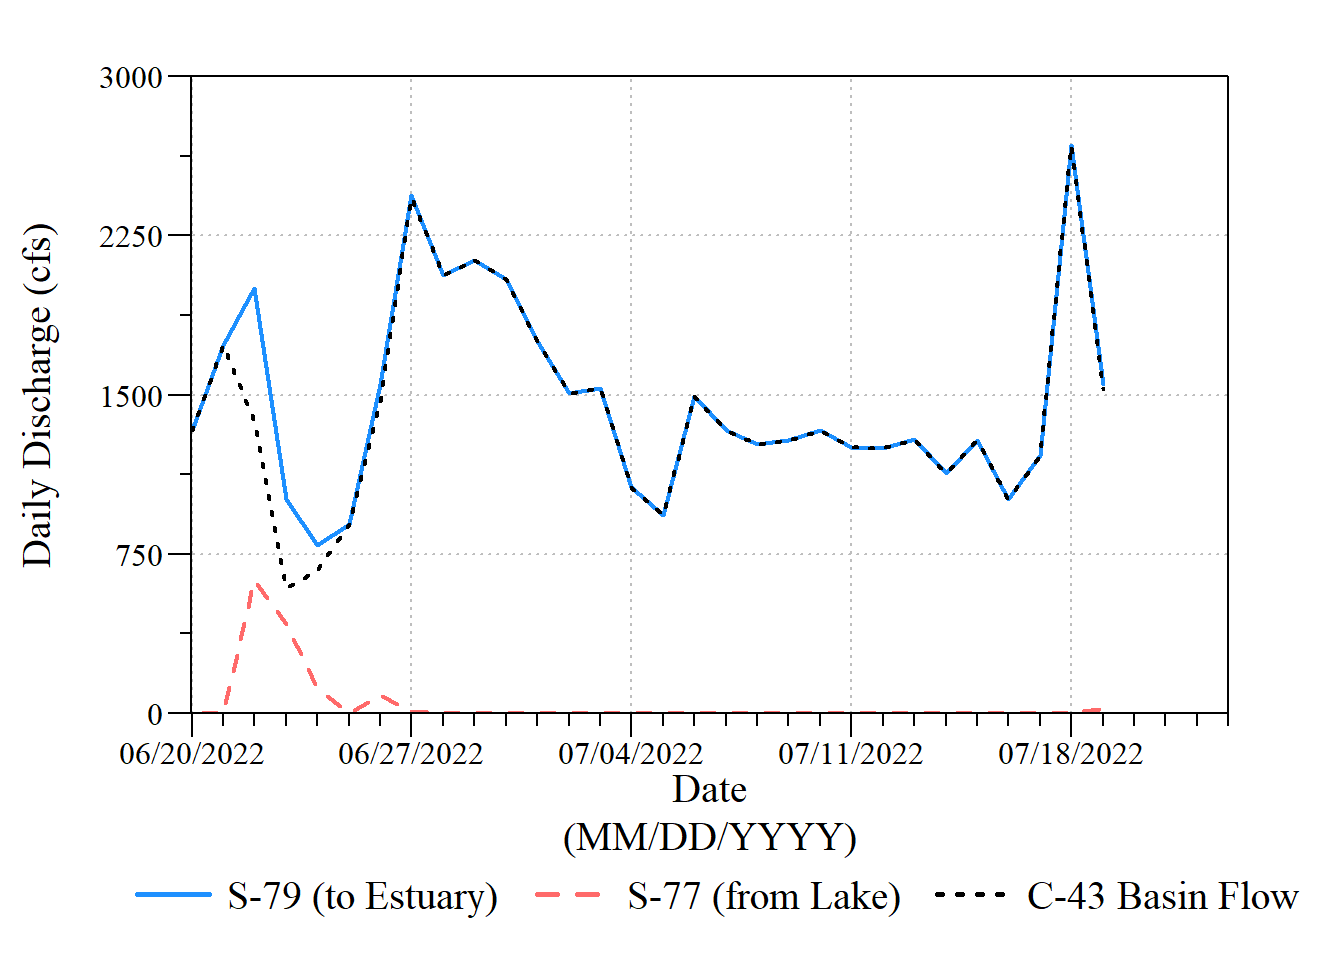 3000
2250
1500
750
0
Daily Discharge (cfs)
06/20/2022 06/27/2022 07/04/2022 07/11/2022 07/18/2022
Date
(MM/DD/YYYY)
S-79 (to Estuary) S-77 (from Lake) C-43 Basin Flow